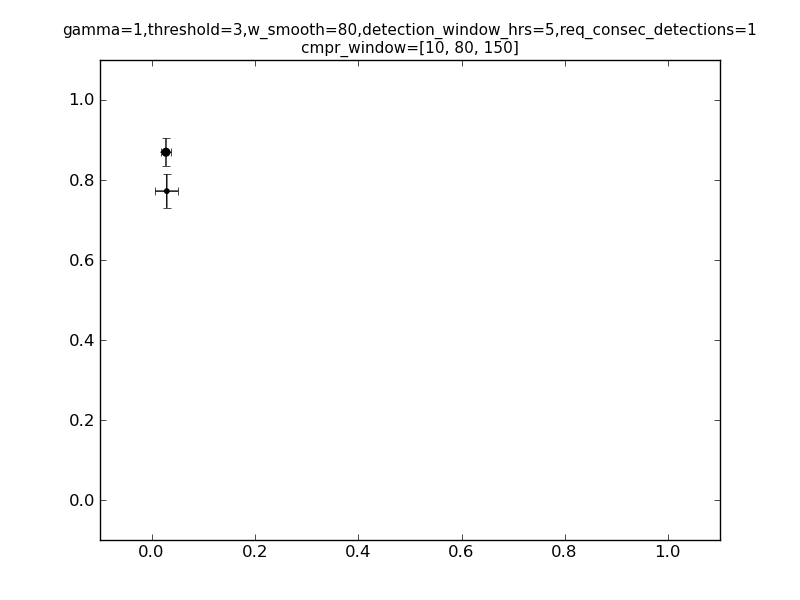 gamma=1,threshold=3,w_smooth=80,detection_window_hrs=5,req_consec_detections=1
cmpr_window=[10, 80, 150]
1.0
0.8
0.6
0.4
0.2
0.0
0.0 0.2 0.4 0.6 0.8 1.0